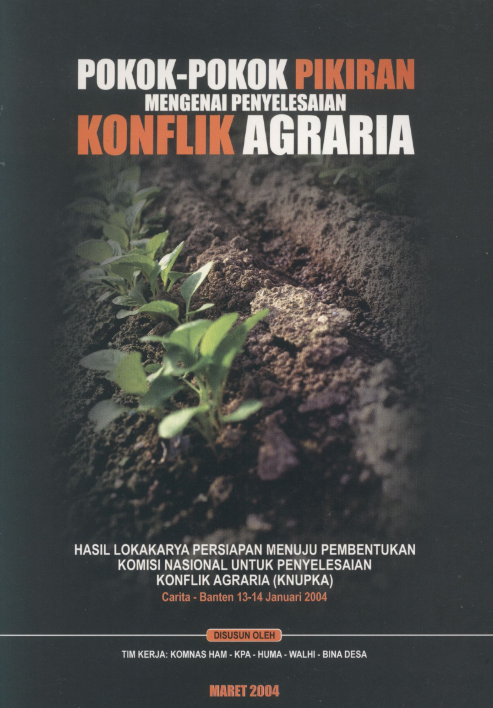 POKOK-POKOK PIKIRAN
MENGENAI PENYELESAIAN
KONFLIK AGRARIA
HASIL LOKAKARYA PERSIAPAN MENUJU PEMBENTUKAN
KOMISI NASIONAL UNTUK PENYELESAIAN
KONFLIK AGRARIA (KNUPKA)
Carita - Banten 13-14 Januari 2004
DISUSUN OLEH
TIM KERJA: KOMNAS HAM - KPA - HUMA - WALHI - BINA DESA
MARET 2004